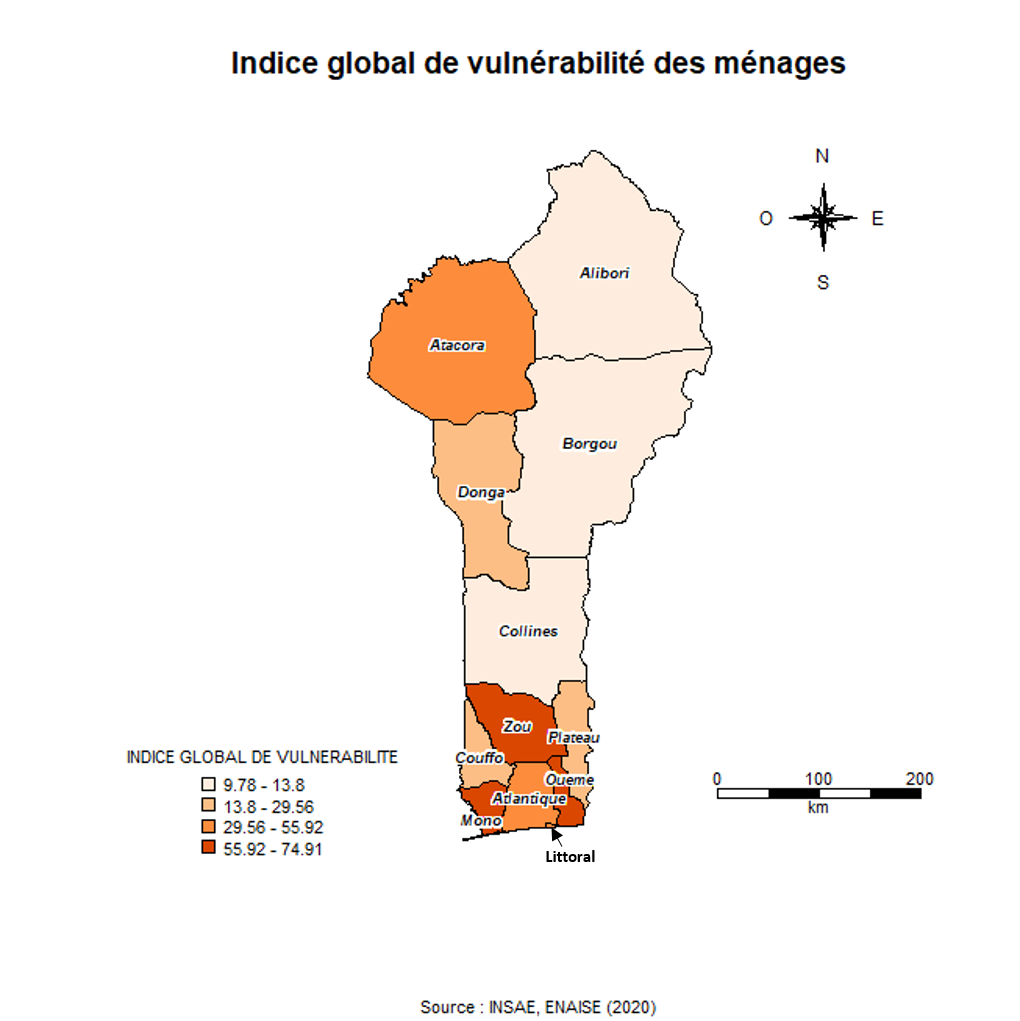 Indice global de vulnérabilité des ménages
N
O
E
S
Alibori
Atacora
Borgou
Donga
Collines
Zou
Plateau
Couffo
Oueme
Atlantique
Mono
Littoral
INDICE GLOBAL DE VULNERABILITE
9.78 - 13.8
13.8 - 29.56
29.56 - 55.92
55.92 - 74.91
0 100 200
km
Source : INSAE, ENAISE (2020)